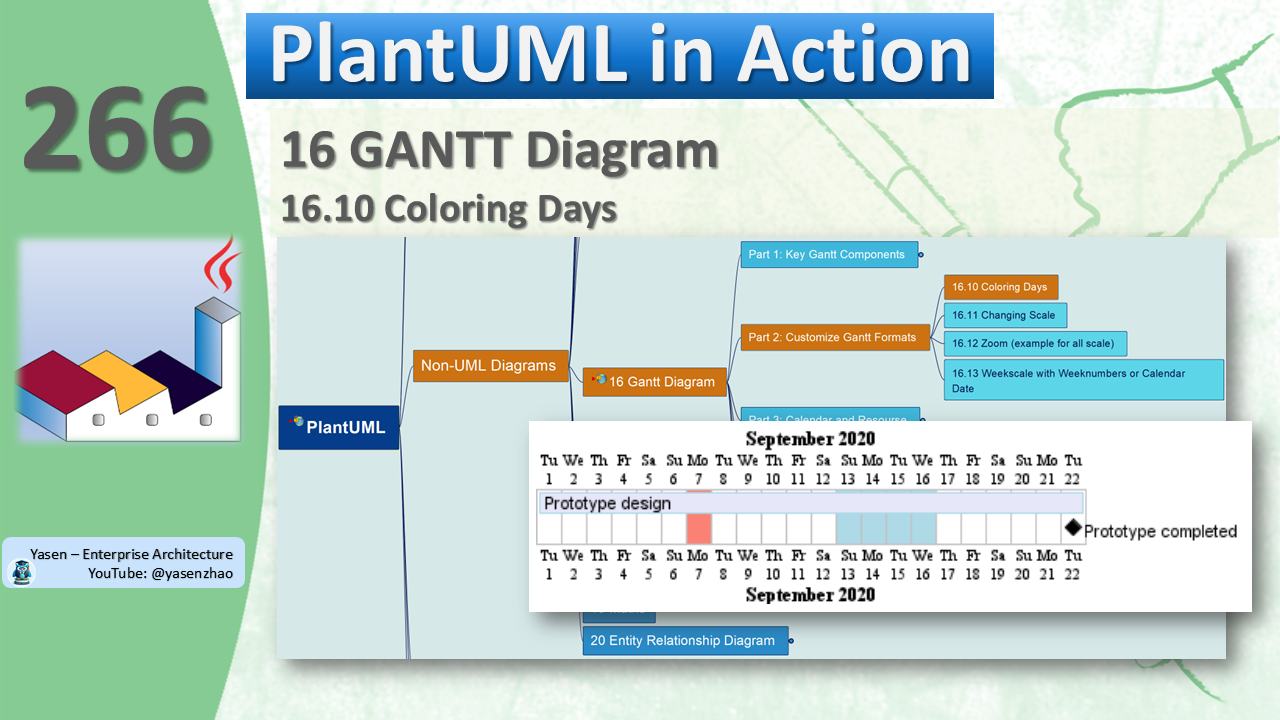 PlantUML in Action
266
16 GANTT Diagram
16.10 Coloring Days
Part 1: Key Gantt Components
16.10 Coloring Days
16.11 Changing Scale
Part 2: Customize Gantt Formats
16.12 Zoom (example for all scale)
16.13 Weekscale with Weeknumbers or Calendar
Date
Non-UML Diagrams
16 Gantt Diagram
Part 3: Calendar and Resourse
PlantUML
September 2020
Tu We Th Fr Sa Su Mo Tu We Th Fr Sa Su Mo Tu We Th Fr Sa Su Mo Tu
1 2 3 4 5 6 7 8 9 10 11 12 13 14 15 16 17 18 19 20 21 22
Prototype design
Prototype completed
Tu We Th Fr Sa Su Mo Tu We Th Fr Sa Su Mo Tu We Th Fr Sa Su Mo Tu
1 2 3 4 5 6 7 8 9 10 11 12 13 14 15 16 17 18 19 20 21 22
September 2020
20 Entity Relationship Diagram
Yasen – Enterprise Architecture
YouTube: @yasenzhao